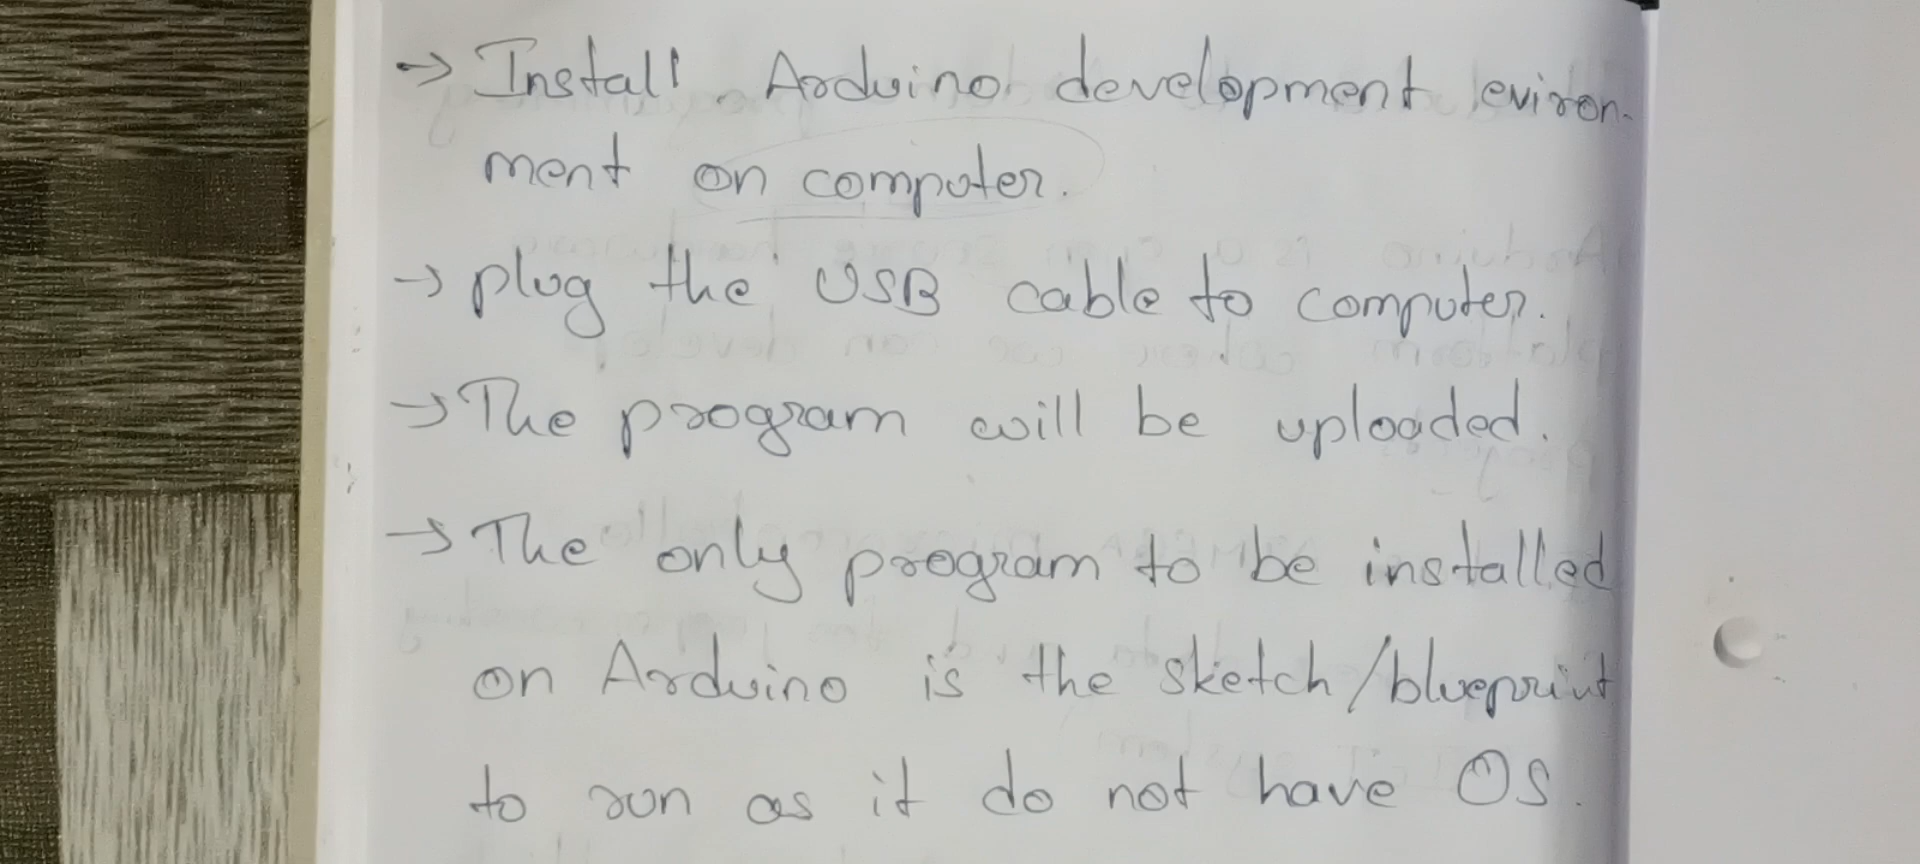 → Install Arduino development eviron-
ment on computer.
→ plug the USB cable to computer.
→ The program will be uploaded.
→ The only program to be installed
on Arduino is the sketch/blueprint
to run as it do not have OS.